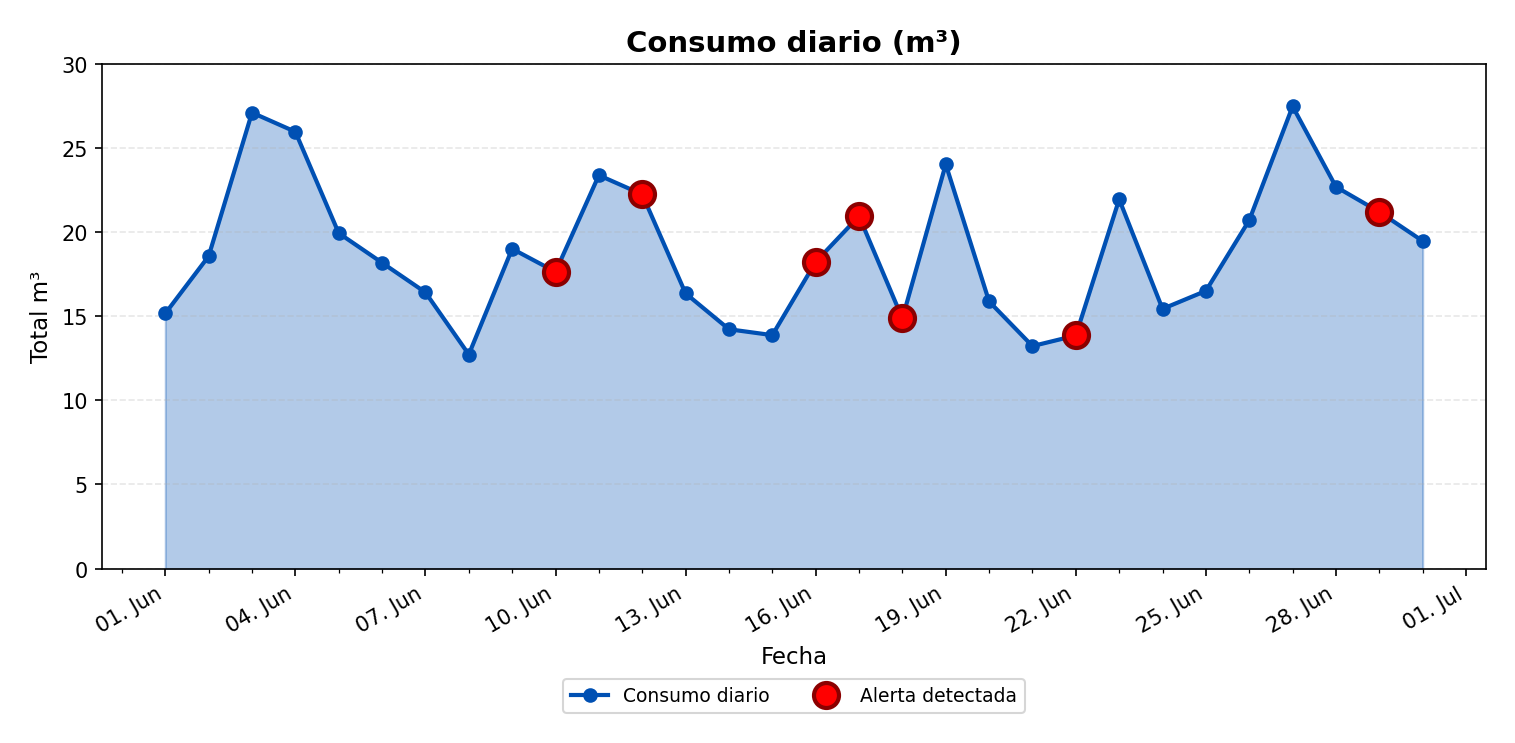 Consumo diario (m³)
30
25
20
15
10
5
0
Total m³
01. Jun
04. Jun
07. Jun
10. Jun
13. Jun
16. Jun
19. Jun
22. Jun
25. Jun
28. Jun
01. Jul
Fecha
Consumo diario
Alerta detectada